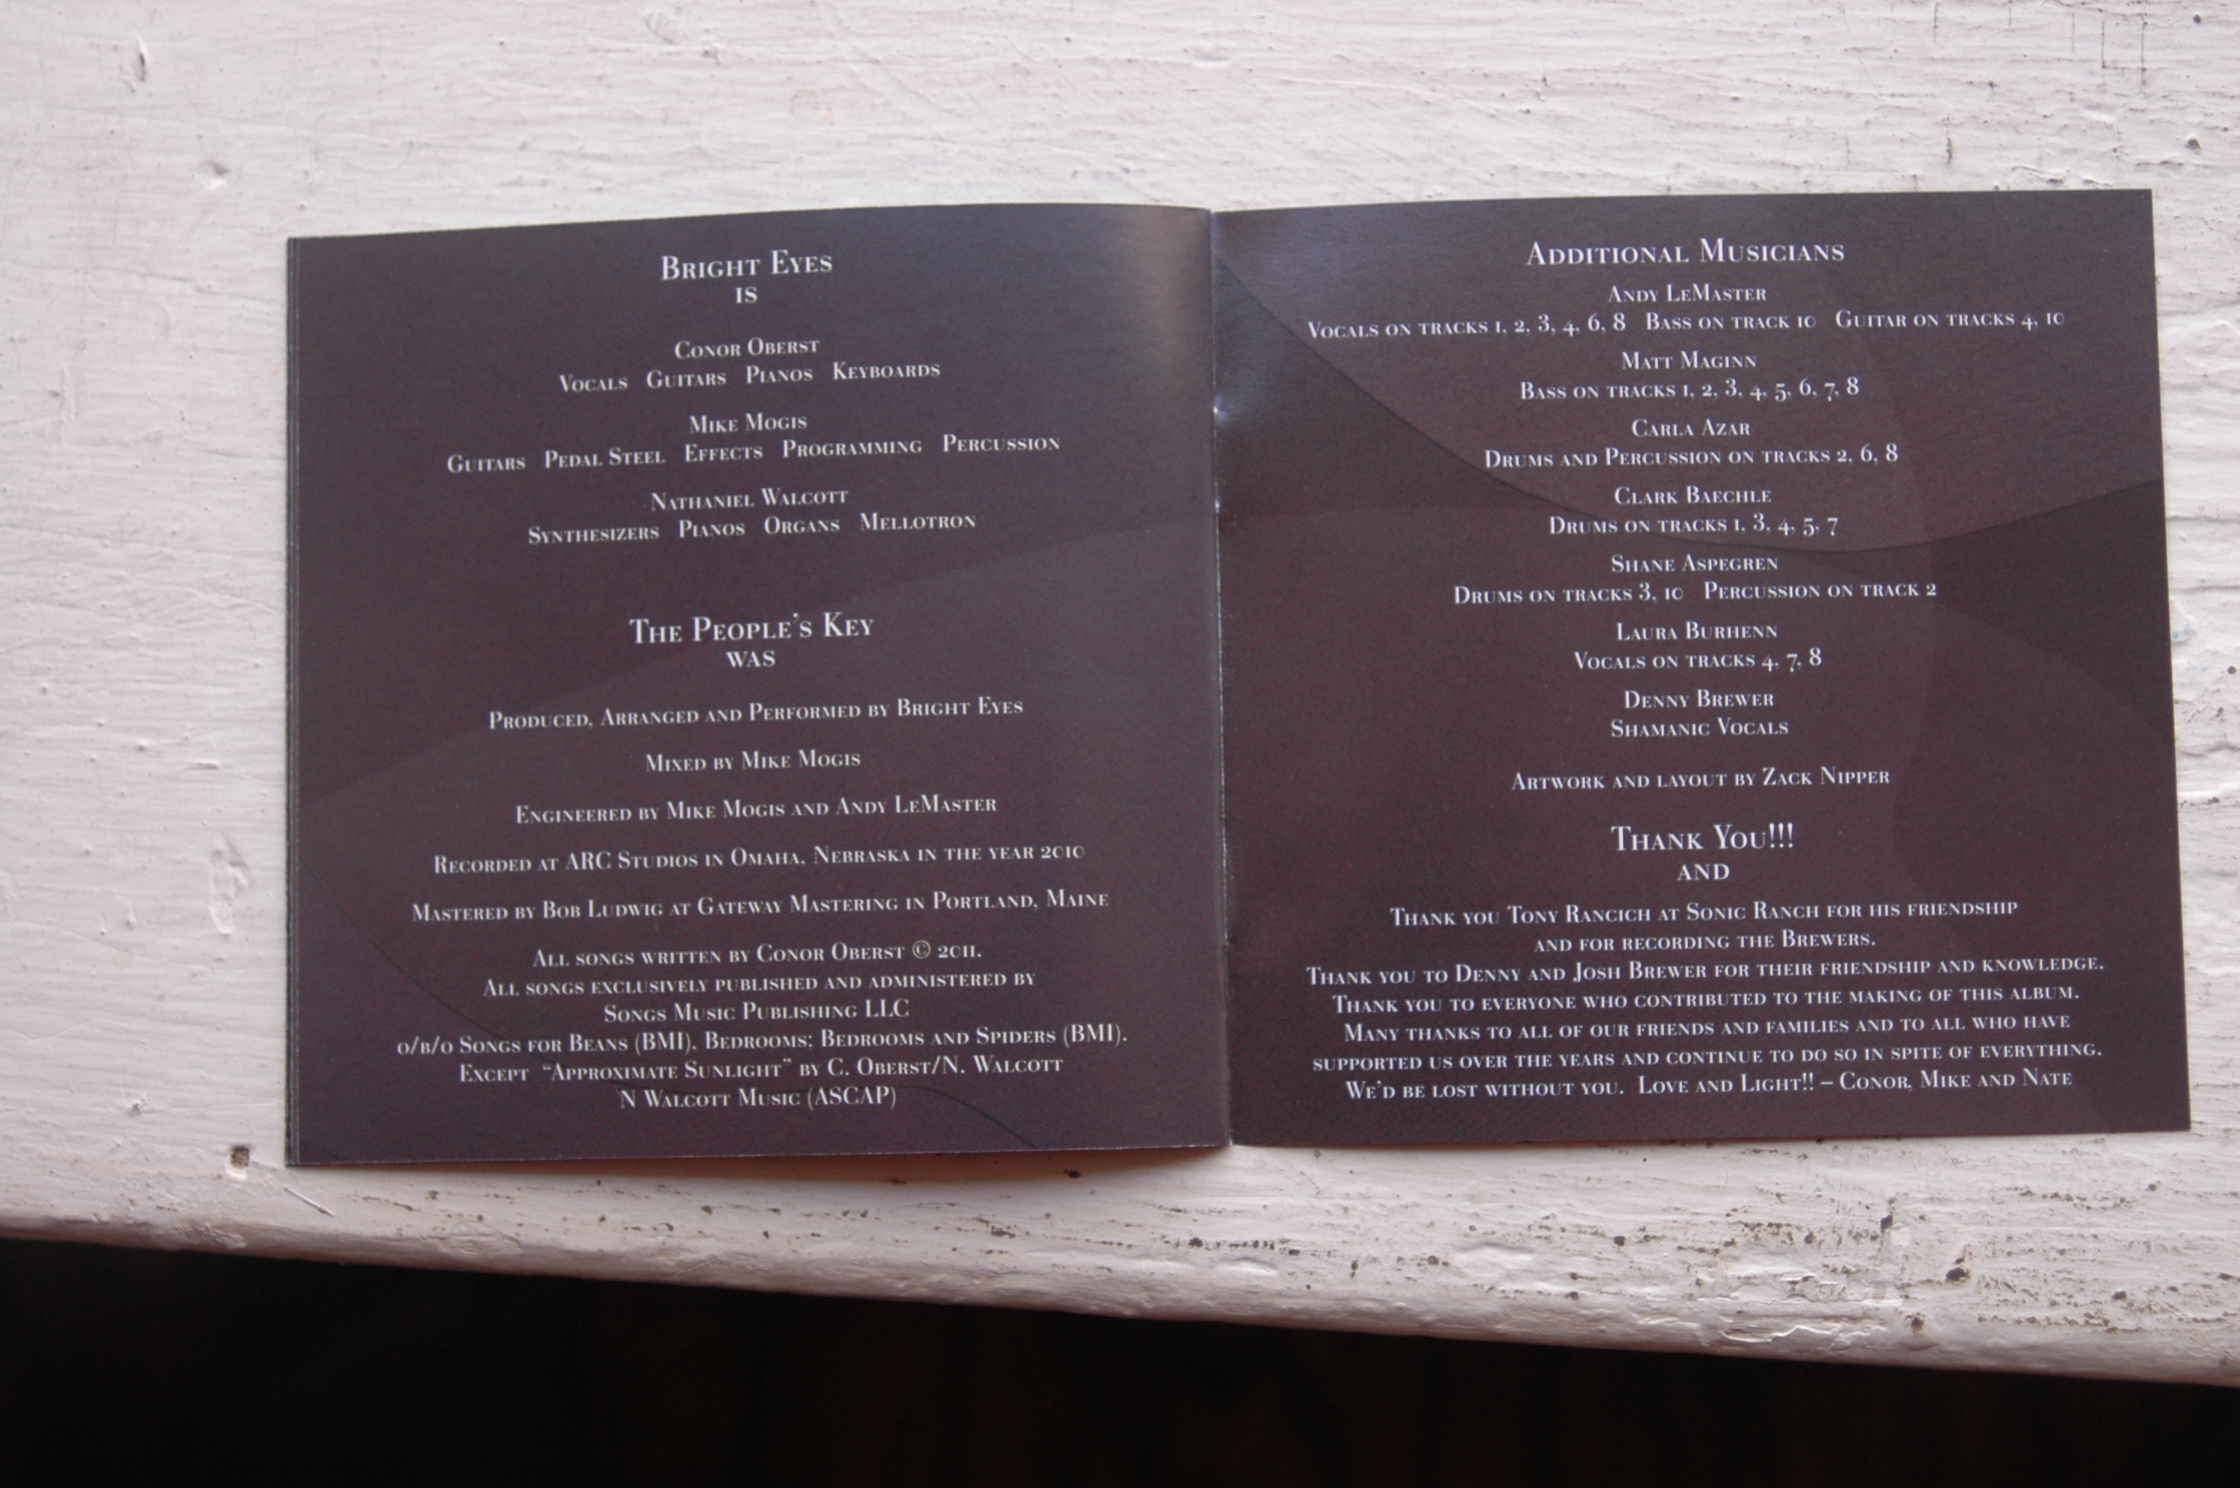 Bright Eyes
is
Conor Oberst
Vocals Guitars Pianos Keyboards
Mike Mogis
Guitars Pedal Steel Effects Programming Percussion
Nathaniel Walcott
Synthesizers Pianos Organs Mellotron
The People's Key
was
Produced, Arranged and Performed by Bright Eyes
Mixed by Mike Mogis
Engineered by Mike Mogis and Andy LeMaster
Recorded at ARC Studios in Omaha, Nebraska in the year 2010
Mastered by Bob Ludwig at Gateway Mastering in Portland, Maine
All songs written by Conor Oberst © 2011.
All songs exclusively published and administered by
Songs Music Publishing LLC
o/b/o Songs for Beans (BMI), Bedrooms; Bedrooms and Spiders (BMI).
Except "Approximate Sunlight" by C. Oberst/N. Walcott
N Walcott Music (ASCAP)
Additional Musicians
Andy LeMaster
Vocals on tracks 1, 2, 3, 4, 6, 8 Bass on track 10 Guitar on tracks 4, 10
Matt Maginn
Bass on tracks 1, 2, 3, 4, 5, 6, 7, 8
Carla Azar
Drums and Percussion on tracks 2, 6, 8
Clark Baechle
Drums on tracks 1, 3, 4, 5, 7
Shane Aspegren
Drums on tracks 3, 10 Percussion on track 2
Laura Burhenn
Vocals on tracks 4, 7, 8
Denny Brewer
Shamanic Vocals
Artwork and layout by Zack Nipper
Thank You!!!
and
Thank you Tony Rancich at Sonic Ranch for his friendship
and for recording the Brewers.
Thank you to Denny and Josh Brewer for their friendship and knowledge.
Thank you to everyone who contributed to the making of this album.
Many thanks to all of our friends and families and to all who have
supported us over the years and continue to do so in spite of everything.
We'd be lost without you. Love and Light!! – Conor, Mike and Nate